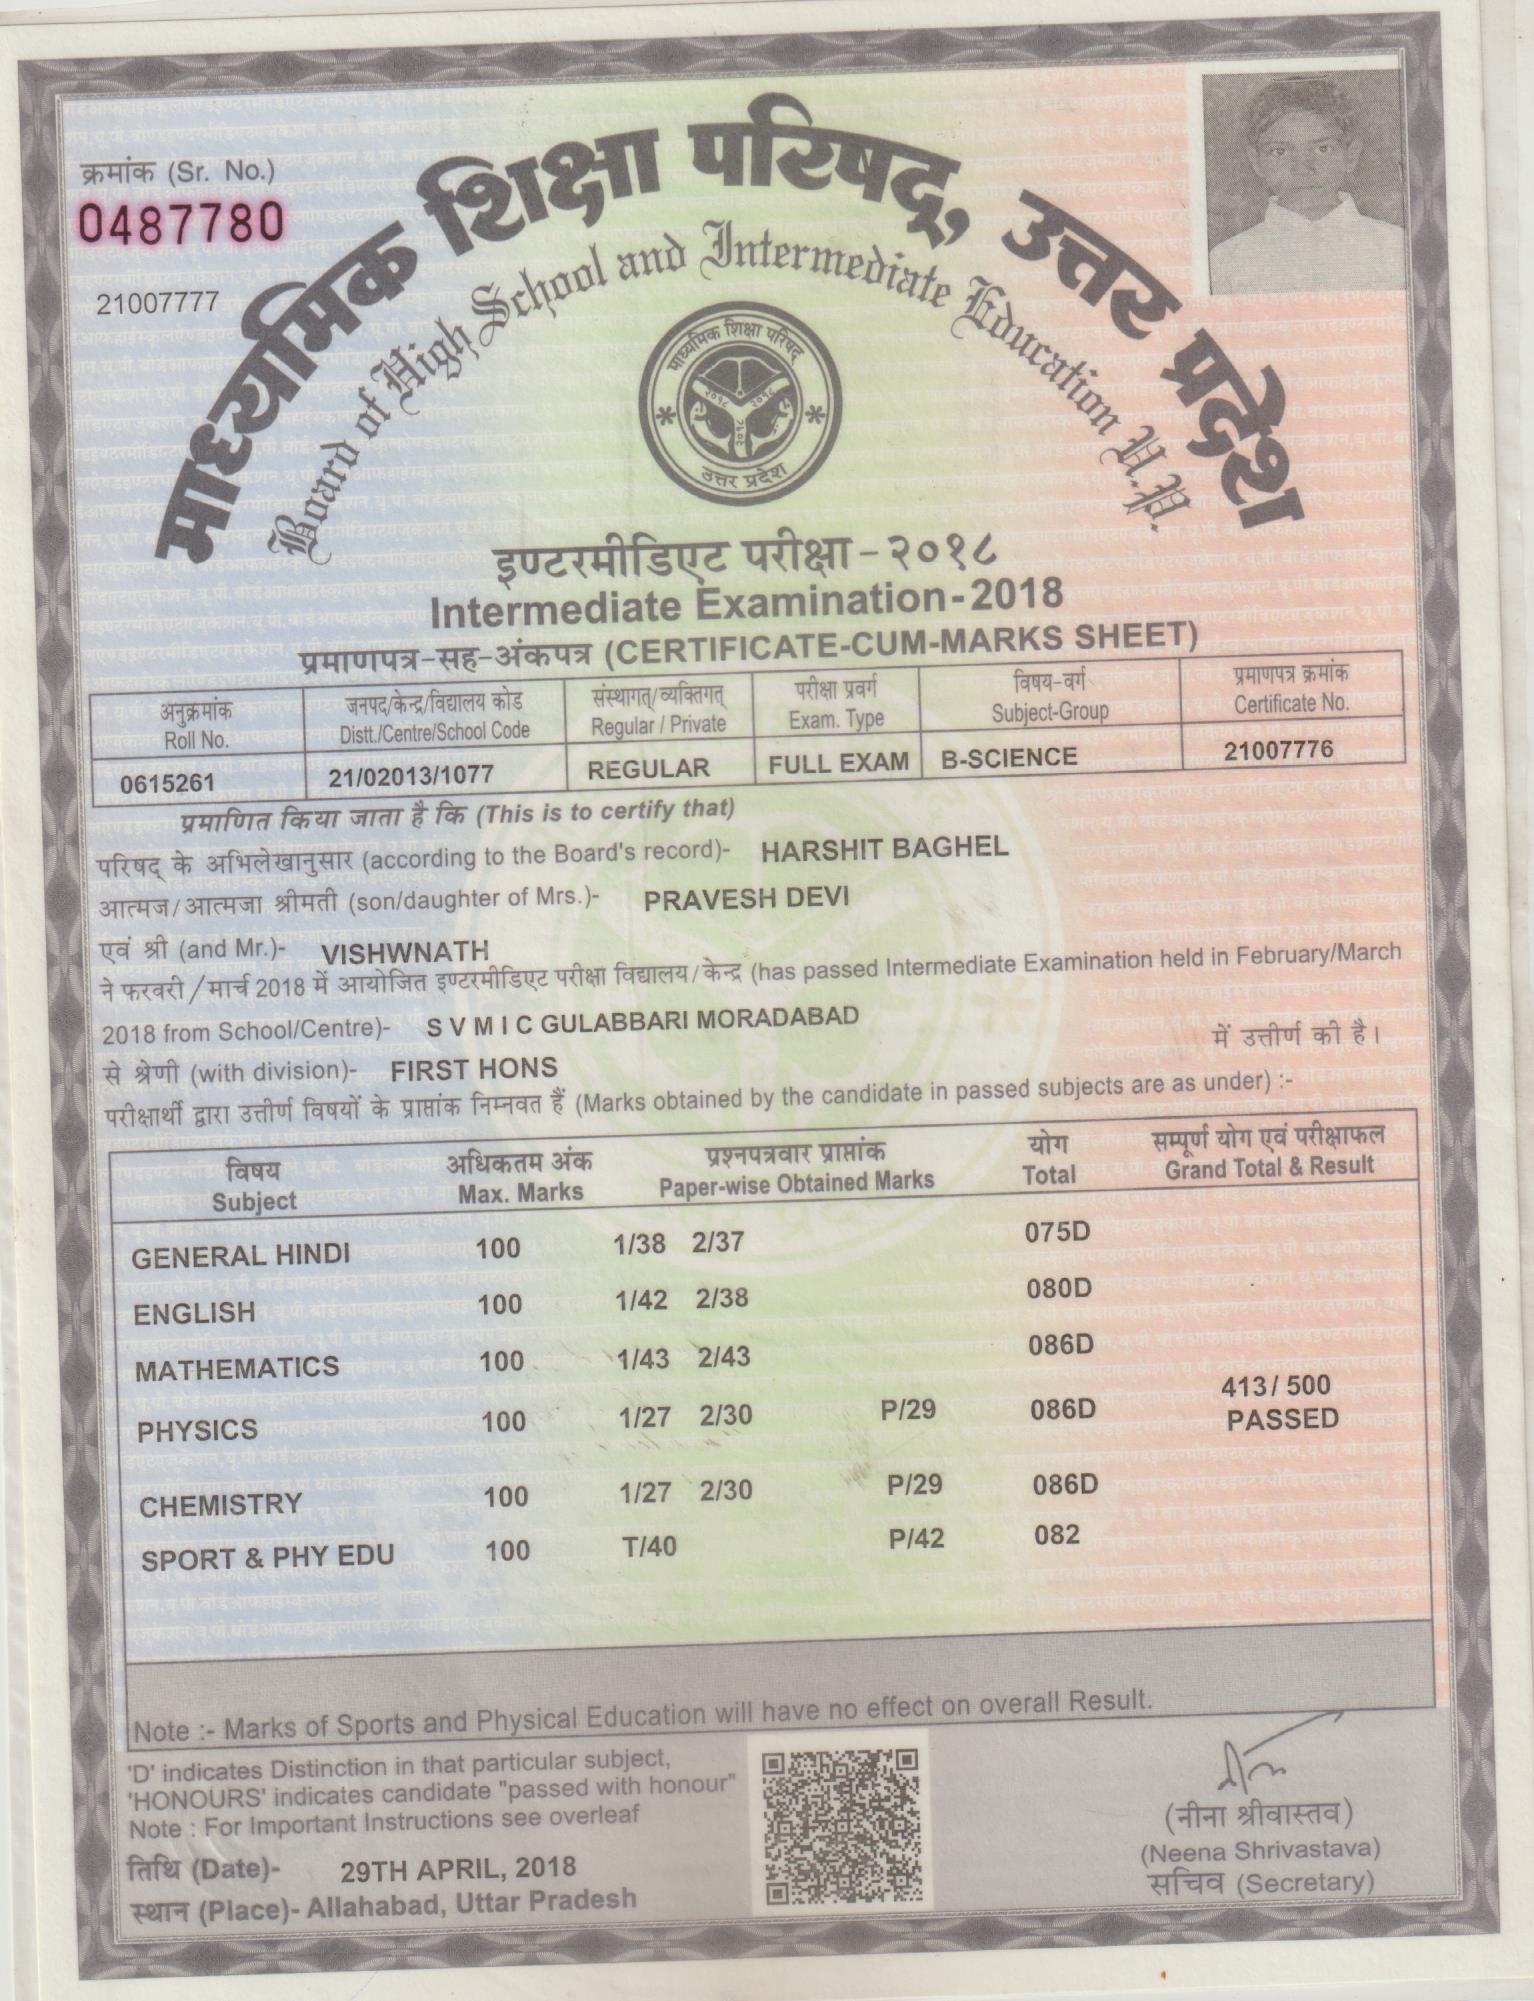 क्रमांक (Sr. No.)
0487780
21007777
माध्यमिक शिक्षा परिषद्, उत्तर प्रदेश
Board of High School and Intermediate Education U.P.
माध्यमिक शिक्षा परिषद
२०१८ २०१८
२०१८
उत्तर प्रदेश
इण्टरमीडिएट परीक्षा - २०१८
Intermediate Examination - 2018
प्रमाणपत्र-सह-अंकपत्र (CERTIFICATE-CUM-MARKS SHEET)
अनुक्रमांक जनपद/केन्द्र/विद्यालय कोड संस्थागत्/व्यक्तिगत् परीक्षा प्रवर्ग विषय-वर्ग प्रमाणपत्र क्रमांक
Roll No. Distt./Centre/School Code Regular / Private Exam. Type Subject-Group Certificate No.
0615261 21/02013/1077 REGULAR FULL EXAM B-SCIENCE 21007776
प्रमाणित किया जाता है कि (This is to certify that)
परिषद् के अभिलेखानुसार (according to the Board's record)- HARSHIT BAGHEL
आत्मज/आत्मजा श्रीमती (son/daughter of Mrs.)- PRAVESH DEVI
एवं श्री (and Mr.)- VISHWNATH
ने फरवरी/मार्च 2018 में आयोजित इण्टरमीडिएट परीक्षा विद्यालय/केन्द्र (has passed Intermediate Examination held in February/March
2018 from School/Centre)- S V M I C GULABBARI MORADABAD
में उत्तीर्ण की है।
से श्रेणी (with division)- FIRST HONS
परीक्षार्थी द्वारा उत्तीर्ण विषयों के प्राप्तांक निम्नवत हैं (Marks obtained by the candidate in passed subjects are as under) :-
विषय अधिकतम अंक प्रश्नपत्रवार प्राप्तांक योग सम्पूर्ण योग एवं परीक्षाफल
Subject Max. Marks Paper-wise Obtained Marks Total Grand Total & Result
GENERAL HINDI 100 1/38 2/37 075D
ENGLISH 100 1/42 2/38 080D
MATHEMATICS 100 1/43 2/43 086D
413/ 500
PHYSICS 100 1/27 2/30 P/29 086D PASSED
CHEMISTRY 100 1/27 2/30 P/29 086D
SPORT & PHY EDU 100 T/40 P/42 082
Note :- Marks of Sports and Physical Education will have no effect on overall Result.
'D' indicates Distinction in that particular subject,
'HONOURS' indicates candidate "passed with honour"
Note : For Important Instructions see overleaf
तिथि (Date)- 29TH APRIL, 2018
स्थान (Place)- Allahabad, Uttar Pradesh
(नीना श्रीवास्तव)
(Neena Shrivastava)
सचिव (Secretary)